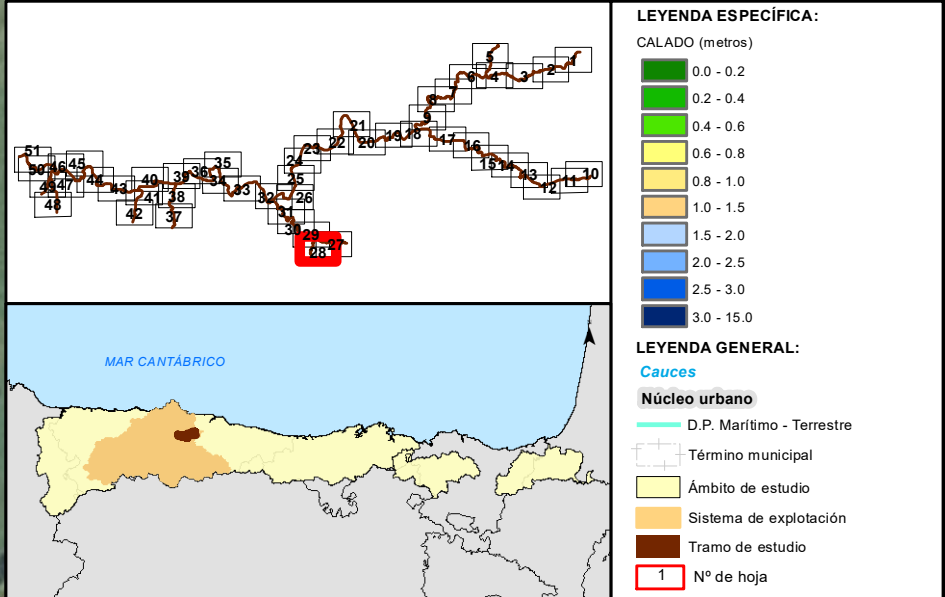 51
50
46
45
49
47
44
48
43
40
41
42
39
38
37
36
35
34
33
32
21
23
22
20
24
25
26
31
30
29
27
28
19
18
9
8
7
6
5
4
3
2
1
17
16
15
14
13
12
11
10
MAR CANTÁBRICO
LEYENDA ESPECÍFICA:
CALADO (metros)
0.0 - 0.2
0.2 - 0.4
0.4 - 0.6
0.6 - 0.8
0.8 - 1.0
1.0 - 1.5
1.5 - 2.0
2.0 - 2.5
2.5 - 3.0
3.0 - 15.0
LEYENDA GENERAL:
Cauces
Núcleo urbano
D.P. Marítimo - Terrestre
Término municipal
Ámbito de estudio
Sistema de explotación
Tramo de estudio
1 Nº de hoja